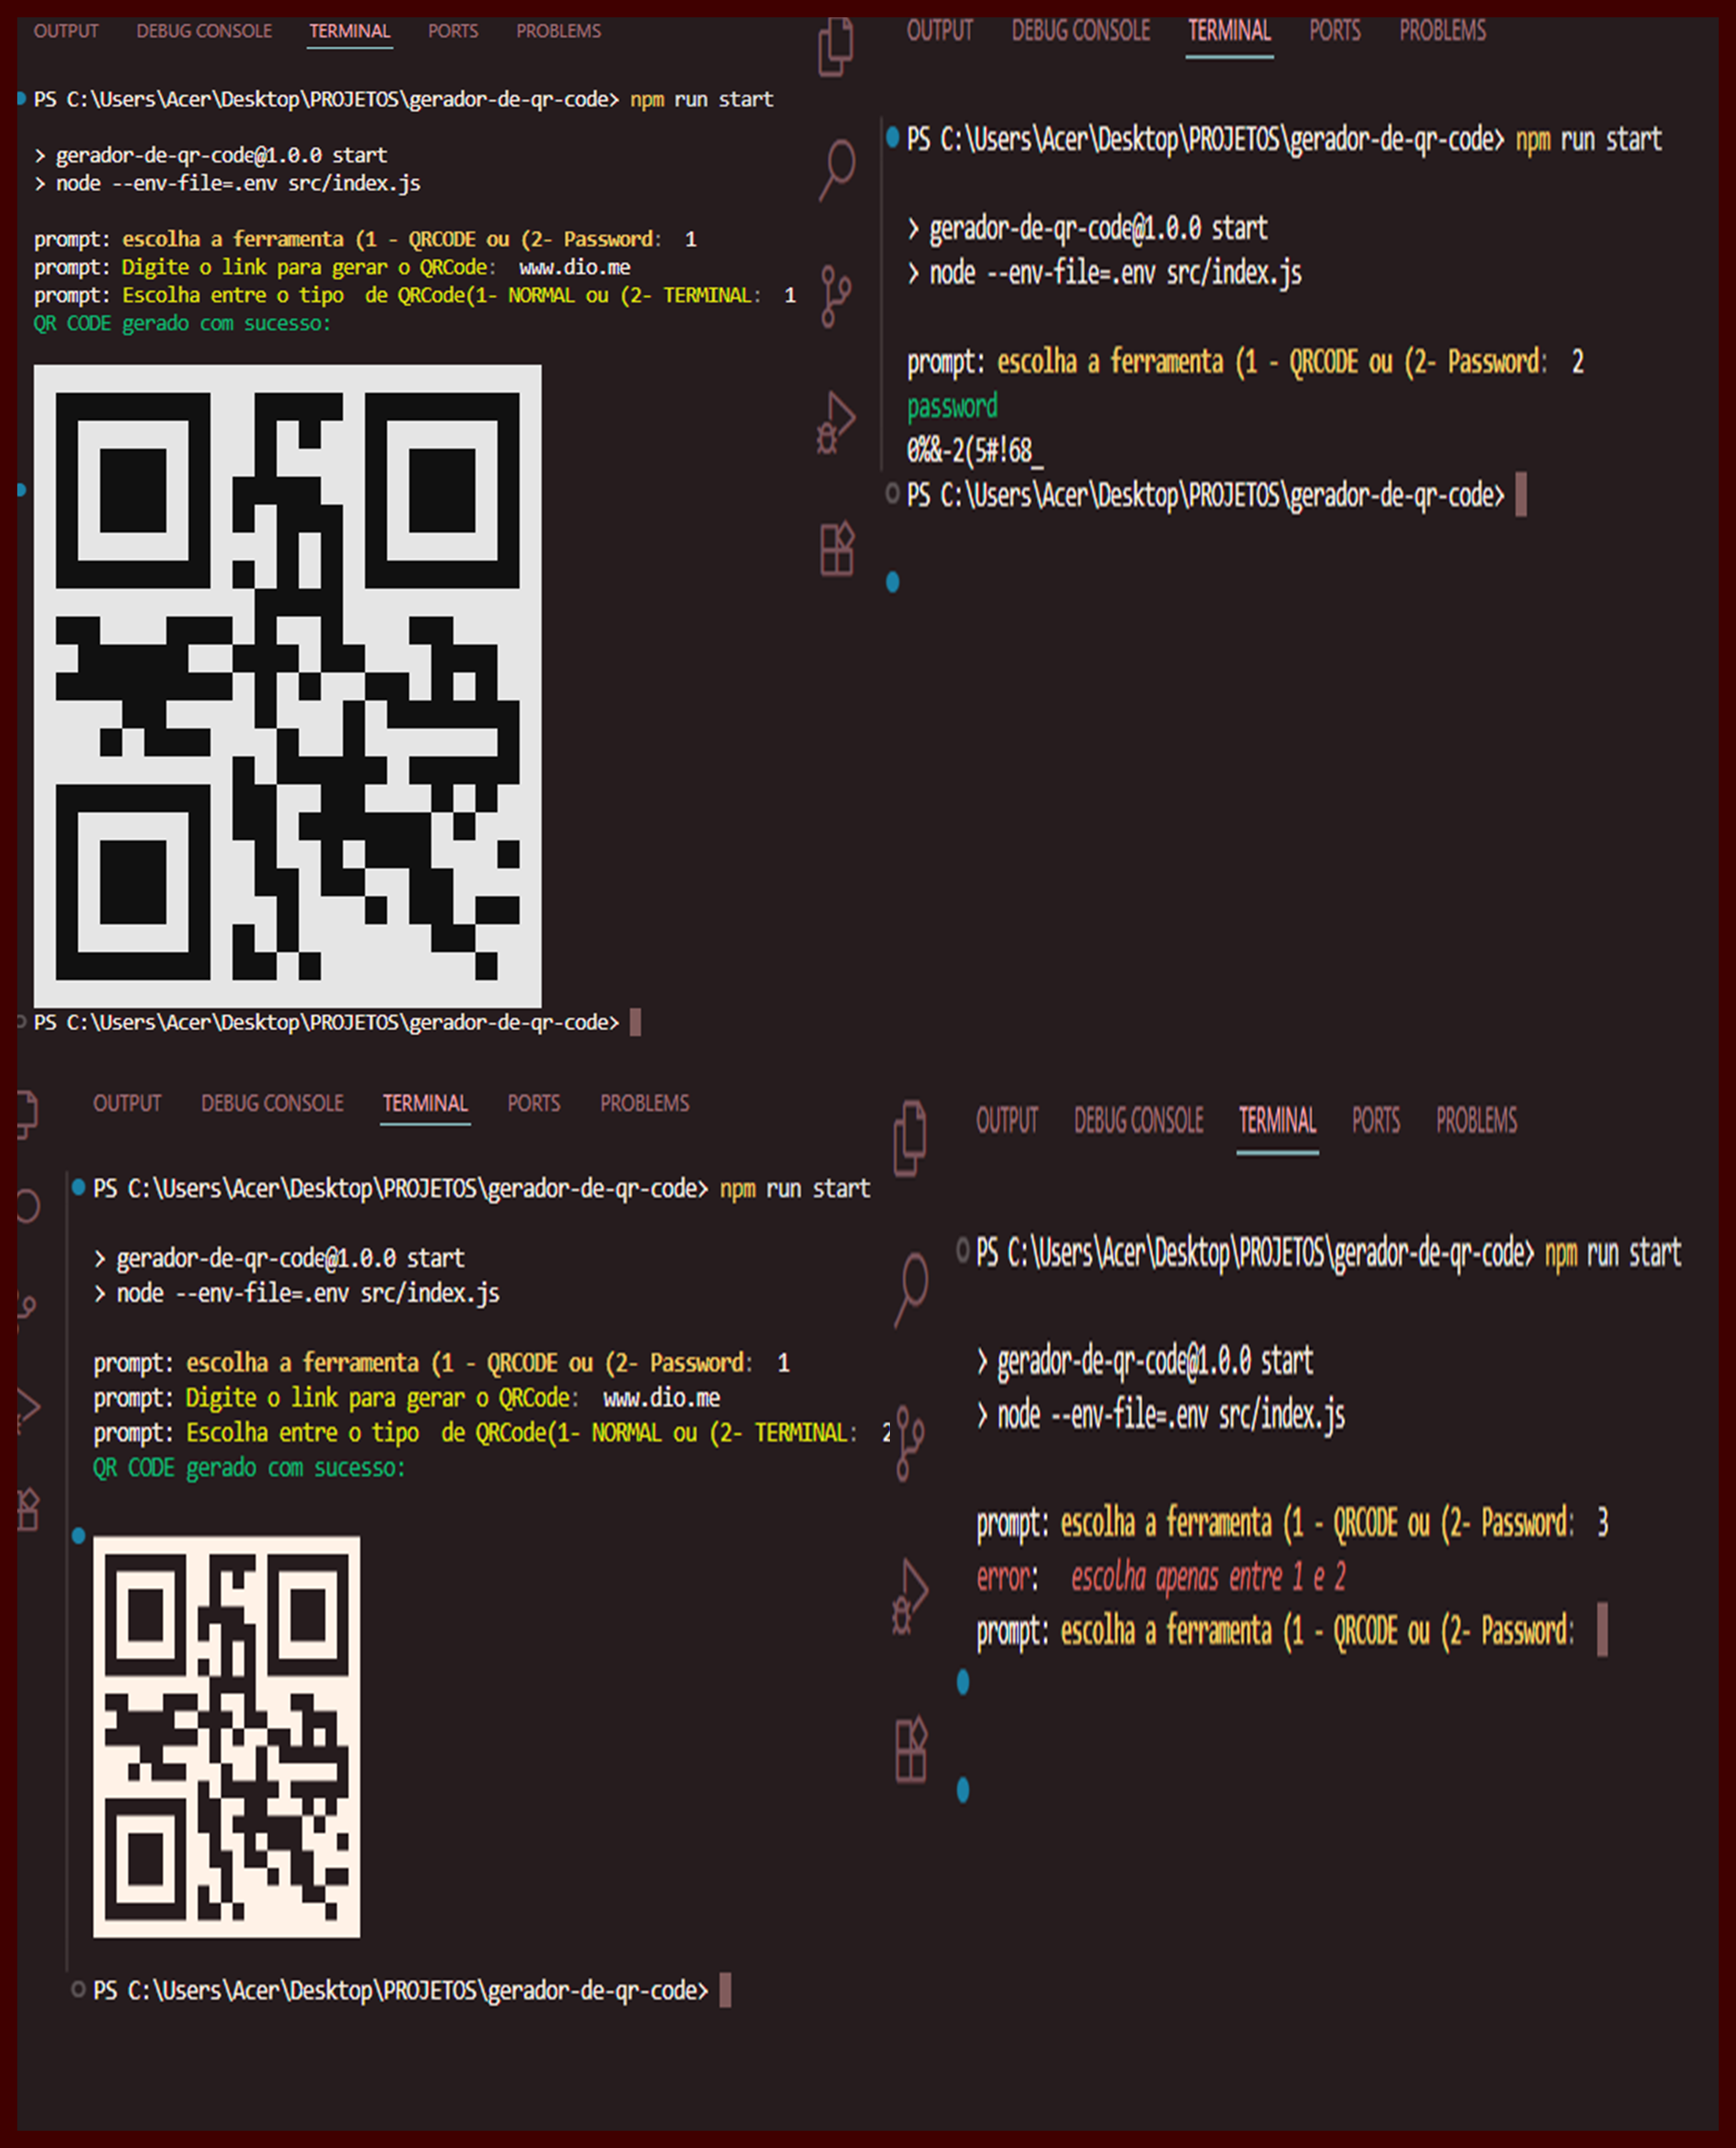 OUTPUT DEBUG CONSOLE TERMINAL PORTS PROBLEMS
PS C:\Users\Acer\Desktop\PROJETOS\gerador-de-qr-code> npm run start
> gerador-de-qr-code@1.0.0 start
> node --env-file=.env src/index.js
prompt: escolha a ferramenta (1 - QRCODE ou (2- Password:  1
prompt: Digite o link para gerar o QRCode:  www.dio.me
prompt: Escolha entre o tipo  de QRCode(1- NORMAL ou (2- TERMINAL:  1
QR CODE gerado com sucesso:
PS C:\Users\Acer\Desktop\PROJETOS\gerador-de-qr-code>
OUTPUT DEBUG CONSOLE TERMINAL PORTS PROBLEMS
PS C:\Users\Acer\Desktop\PROJETOS\gerador-de-qr-code> npm run start
> gerador-de-qr-code@1.0.0 start
> node --env-file=.env src/index.js
prompt: escolha a ferramenta (1 - QRCODE ou (2- Password:  2
password
0%&-2(5#!68_
PS C:\Users\Acer\Desktop\PROJETOS\gerador-de-qr-code>
OUTPUT DEBUG CONSOLE TERMINAL PORTS PROBLEMS
PS C:\Users\Acer\Desktop\PROJETOS\gerador-de-qr-code> npm run start
> gerador-de-qr-code@1.0.0 start
> node --env-file=.env src/index.js
prompt: escolha a ferramenta (1 - QRCODE ou (2- Password:  1
prompt: Digite o link para gerar o QRCode:  www.dio.me
prompt: Escolha entre o tipo  de QRCode(1- NORMAL ou (2- TERMINAL:  2
QR CODE gerado com sucesso:
PS C:\Users\Acer\Desktop\PROJETOS\gerador-de-qr-code>
OUTPUT DEBUG CONSOLE TERMINAL PORTS PROBLEMS
PS C:\Users\Acer\Desktop\PROJETOS\gerador-de-qr-code> npm run start
> gerador-de-qr-code@1.0.0 start
> node --env-file=.env src/index.js
prompt: escolha a ferramenta (1 - QRCODE ou (2- Password:  3
error:  escolha apenas entre 1 e 2
prompt: escolha a ferramenta (1 - QRCODE ou (2- Password: